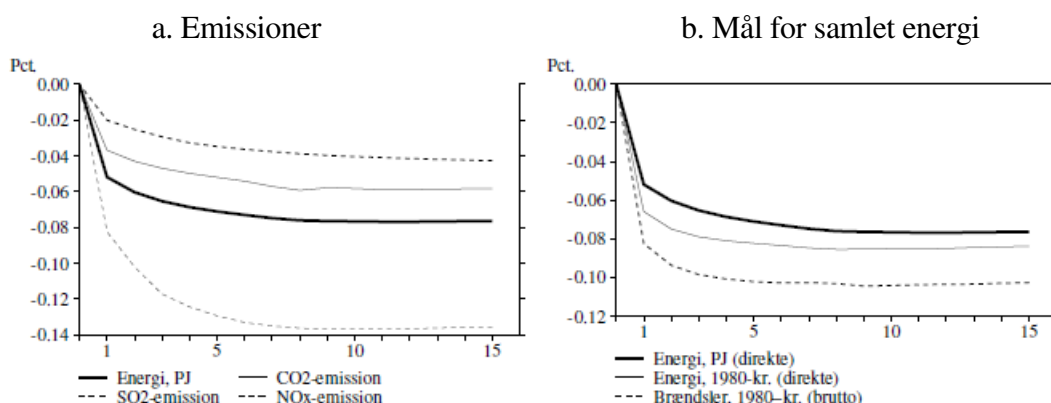 a. Emissioner
Pct.
0.00
-0.02
-0.04
-0.06
-0.08
-0.10
-0.12
-0.14
1 5 10 15
Energi, PJ CO2-emission
SO2-emission NOx-emission
b. Mål for samlet energi
Pct.
0.00
-0.02
-0.04
-0.06
-0.08
-0.10
-0.12
1 5 10 15
Energi, PJ (direkte)
Energi, 1980-kr. (direkte)
Brændsler, 1980–kr. (brutto)